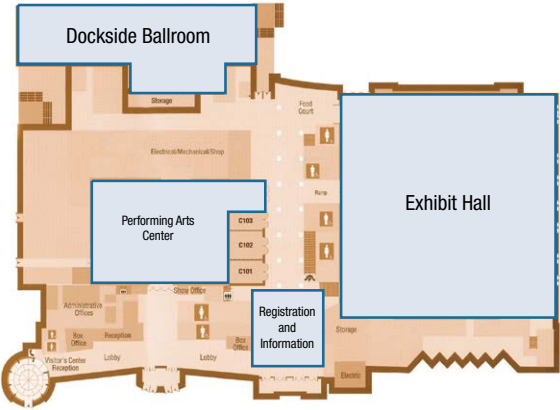 Dockside Ballroom
Storage
Food
Court
Electrical/Mechanical/Shop
Ramp
Exhibit Hall
Performing Arts
Center
C103
C102
C101
Show Office
Administrative
Offices
Registration
and
Information
Box
Office
Reception
Box
Office
Storage
Visitor's Center
Reception
Lobby
Lobby
Electric